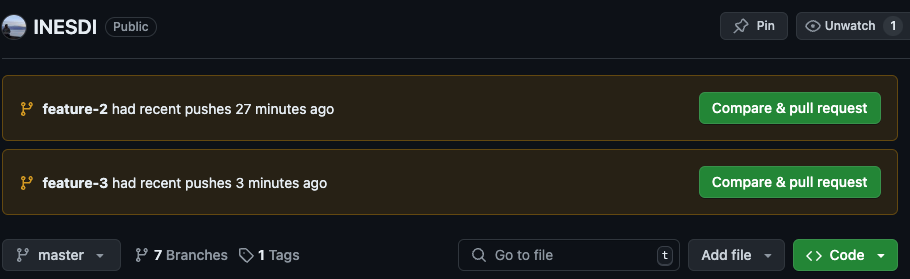 INESDI Public Pin Unwatch 1
feature-2 had recent pushes 27 minutes ago Compare & pull request
feature-3 had recent pushes 3 minutes ago Compare & pull request
master 7 Branches 1 Tags Go to file t Add file Code